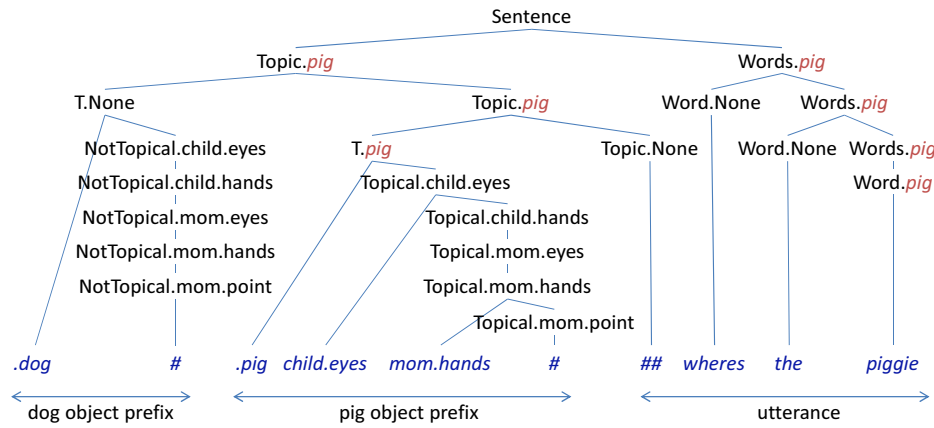 Sentence
Topic.pig Words.pig
T.None Topic.pig Word.None Words.pig
NotTopical.child.eyes T.pig Topic.None Word.None Words.pig
NotTopical.child.hands Topical.child.eyes Word.pig
NotTopical.mom.eyes Topical.child.hands
NotTopical.mom.hands Topical.mom.eyes
NotTopical.mom.point Topical.mom.hands
Topical.mom.point
.dog # .pig child.eyes mom.hands # ## wheres the piggie
dog object prefix pig object prefix utterance